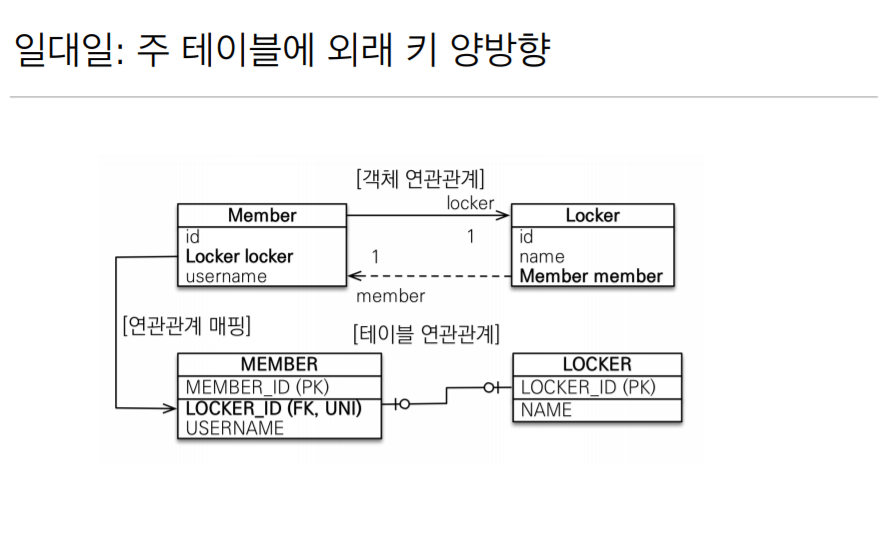 일대일: 주 테이블에 외래 키 양방향
[객체 연관관계]
Member
id
Locker locker
username
locker
1
1
member
Locker
id
name
Member member
[연관관계 매핑]
[테이블 연관관계]
MEMBER
MEMBER_ID (PK)
LOCKER_ID (FK, UNI)
USERNAME
LOCKER
LOCKER_ID (PK)
NAME